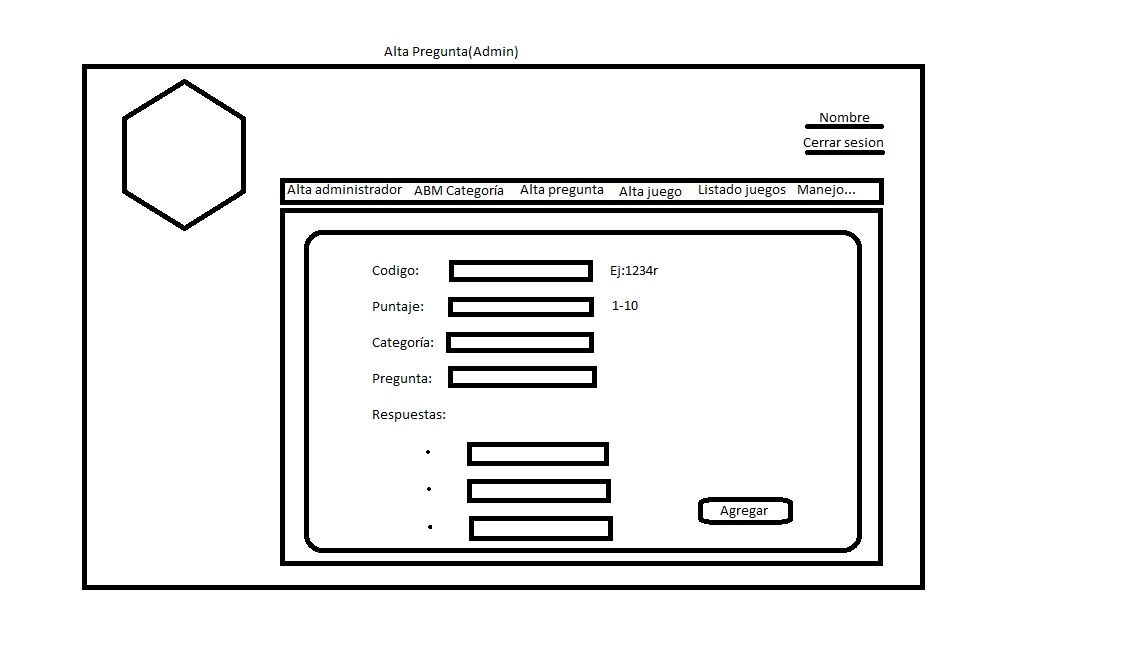 Alta Pregunta(Admin)
Nombre
Cerrar sesion
Alta administrador ABM Categoría Alta pregunta Alta juego Listado juegos Manejo...
Codigo: Ej:1234r
Puntaje: 1-10
Categoría:
Pregunta:
Respuestas:
Agregar